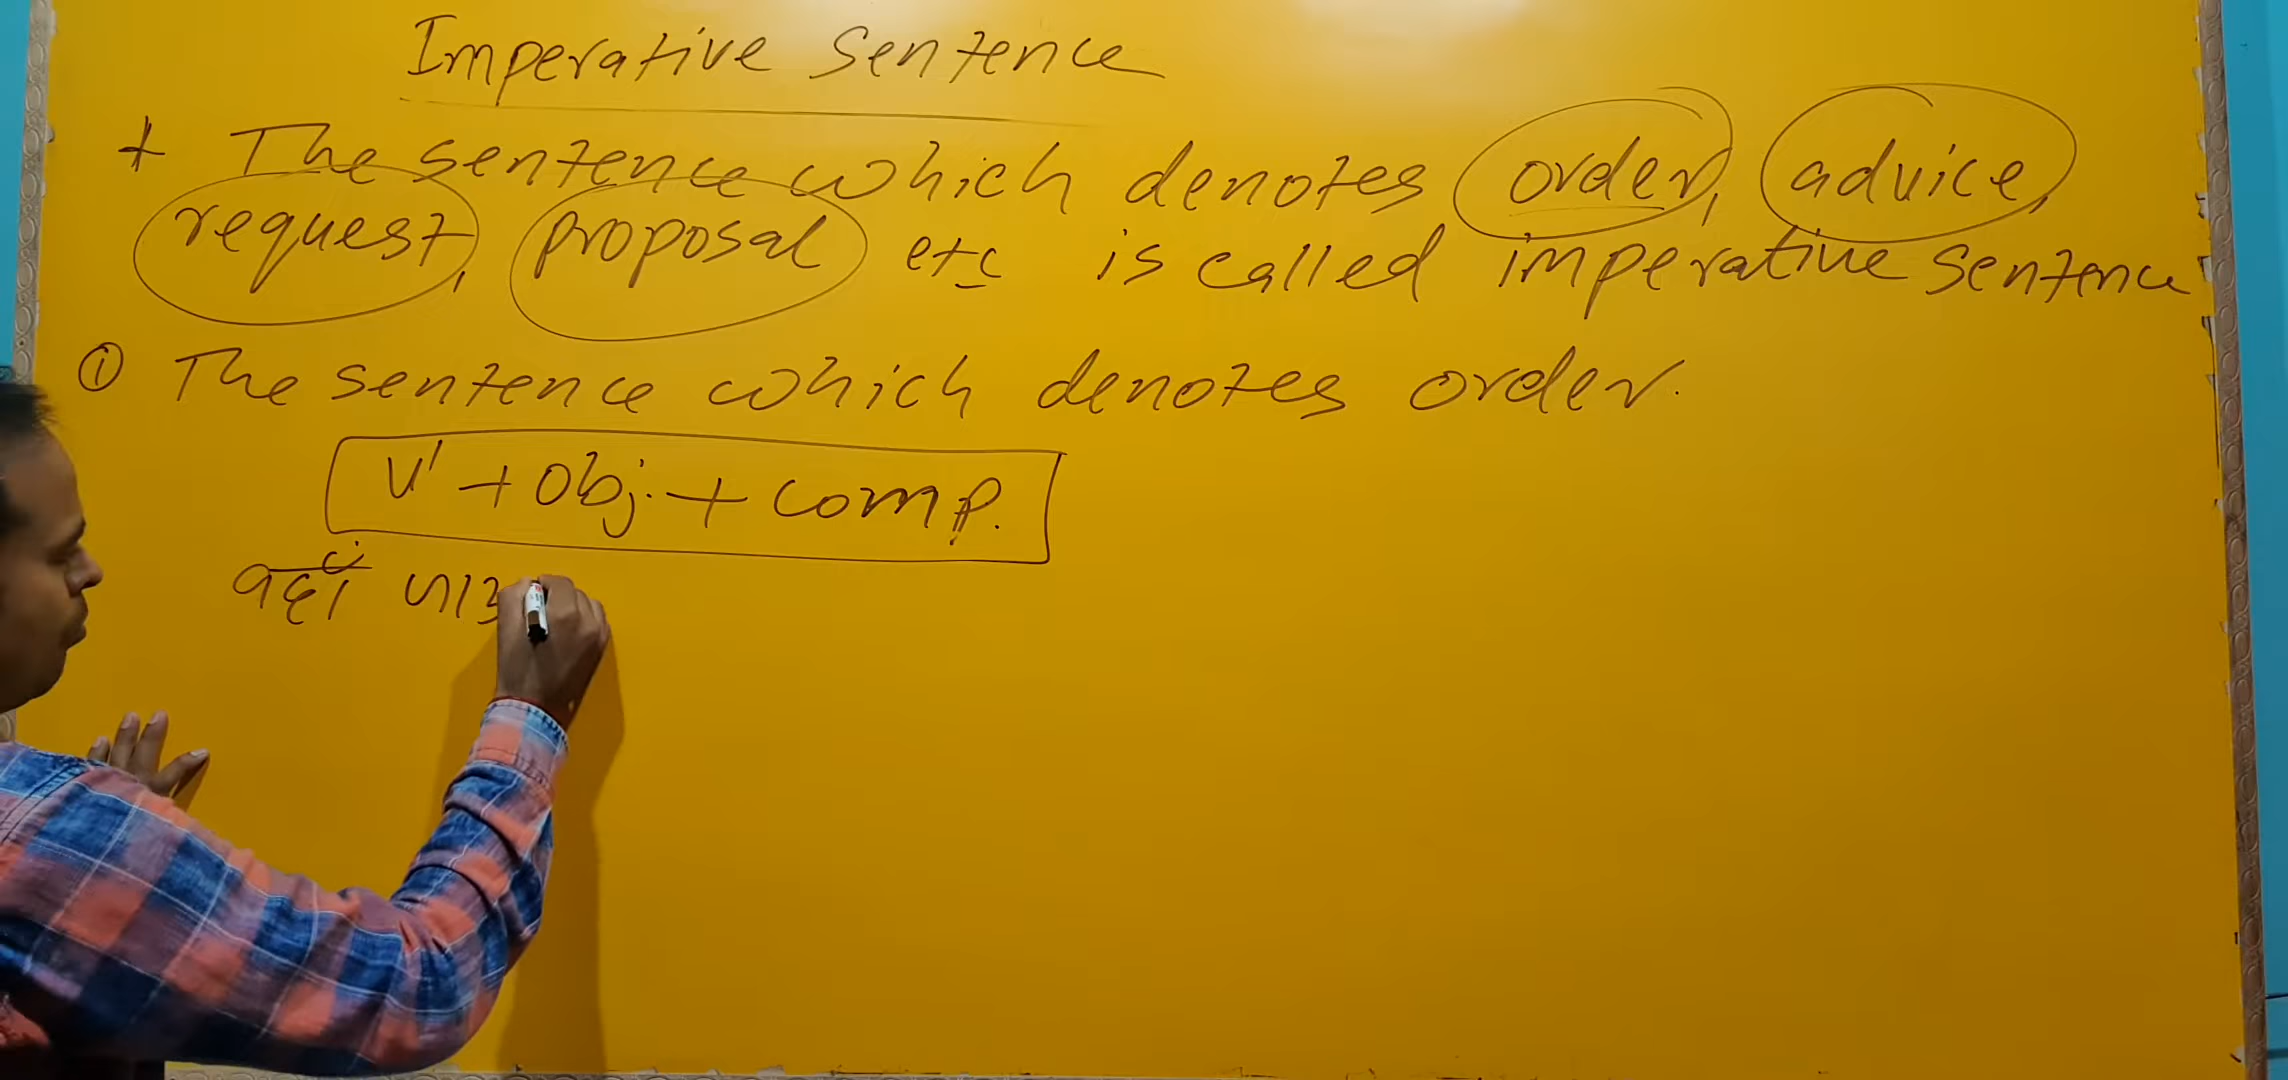 Imperative Sentence
+ The sentence which denotes order, advice,
request, proposal etc is called imperative sentence
① The sentence which denotes order.
V¹ + Obj. + Comp.
वहाँ